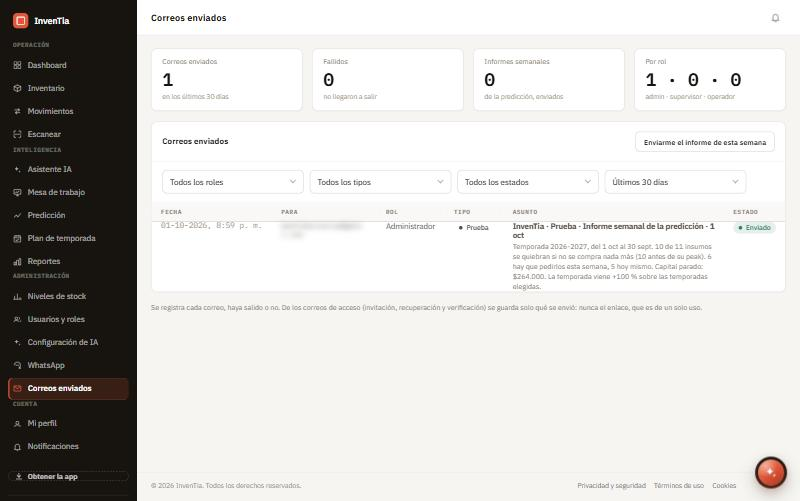 InvenTia
OPERACIÓN
Dashboard
Inventario
Movimientos
Escanear
INTELIGENCIA
Asistente IA
Mesa de trabajo
Predicción
Plan de temporada
Reportes
ADMINISTRACIÓN
Niveles de stock
Usuarios y roles
Configuración de IA
WhatsApp
Correos enviados
CUENTA
Mi perfil
Notificaciones
Obtener la app
Correos enviados
Correos enviados
1
en los últimos 30 días
Fallidos
0
no llegaron a salir
Informes semanales
0
de la predicción, enviados
Por rol
1 · 0 · 0
admin · supervisor · operador
Correos enviados
Enviarme el informe de esta semana
Todos los roles
Todos los tipos
Todos los estados
Últimos 30 días
FECHA PARA ROL TIPO ASUNTO ESTADO
01-10-2026, 8:59 p. m. Administrador Prueba InvenTia · Prueba · Informe semanal de la predicción · 1 Enviado
oct
Temporada 2026-2027, del 1 oct al 30 sept. 10 de 11 insumos
se quiebran si no se compra nada más (10 antes de su peak). 6
hay que pedirlos esta semana, 5 hoy mismo. Capital parado:
$264.000. La temporada viene +100 % sobre las temporadas
elegidas.
Se registra cada correo, haya salido o no. De los correos de acceso (invitación, recuperación y verificación) se guarda solo qué se envió: nunca el enlace, que es de un solo uso.
© 2026 InvenTia. Todos los derechos reservados.
Privacidad y seguridad Términos de uso Cookies